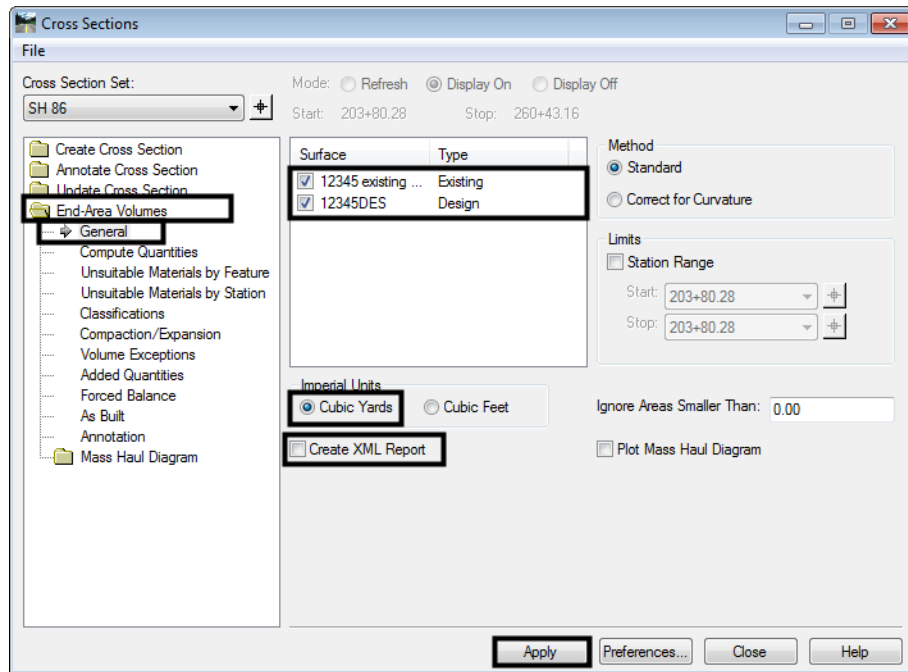 Cross Sections
File
Cross Section Set:
SH 86
Mode: Refresh Display On Display Off
Start: 203+80.28 Stop: 260+43.16
Create Cross Section
Annotate Cross Section
Update Cross Section
End-Area Volumes
General
Compute Quantities
Unsuitable Materials by Feature
Unsuitable Materials by Station
Classifications
Compaction/Expansion
Volume Exceptions
Added Quantities
Forced Balance
As Built
Annotation
Mass Haul Diagram
Surface Type
12345 existing ... Existing
12345DES Design
Method
Standard
Correct for Curvature
Limits
Station Range
Start: 203+80.28
Stop: 203+80.28
Imperial Units
Cubic Yards Cubic Feet
Ignore Areas Smaller Than: 0.00
Create XML Report
Plot Mass Haul Diagram
Apply Preferences... Close Help